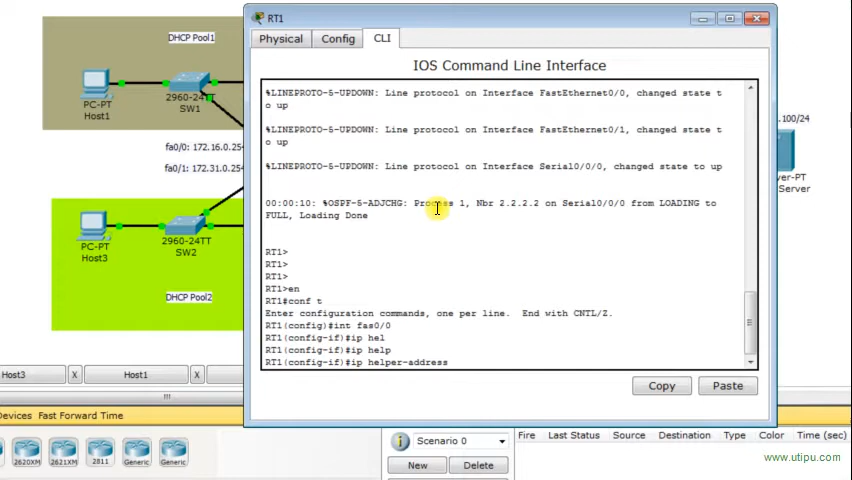 RT1
Physical
Config
CLI
IOS Command Line Interface
%LINEPROTO-5-UPDOWN: Line protocol on Interface FastEthernet0/0, changed state t
o up
%LINEPROTO-5-UPDOWN: Line protocol on Interface FastEthernet0/1, changed state t
o up
%LINEPROTO-5-UPDOWN: Line protocol on Interface Serial0/0/0, changed state to up
00:00:10: %OSPF-5-ADJCHG: Process 1, Nbr 2.2.2.2 on Serial0/0/0 from LOADING to
FULL, Loading Done
RT1>
RT1>
RT1>
RT1>en
RT1#conf t
Enter configuration commands, one per line.  End with CNTL/Z.
RT1(config)#int fas0/0
RT1(config-if)#ip hel
RT1(config-if)#ip help
RT1(config-if)#ip helper-address
Copy
Paste
DHCP Pool1
PC-PT
Host1
2960-24TT
SW1
fa0/0: 172.16.0.25
fa0/1: 172.31.0.25
.100/24
er-PT
Server
PC-PT
Host3
2960-24TT
SW2
DHCP Pool2
Host3
X
Host1
X
Devices Fast Forward Time
2620XM
2621XM
2811
Generic
Generic
Scenario 0
New
Delete
Fire
Last Status
Source
Destination
Type
Color
Time (sec)
www.utipu.com